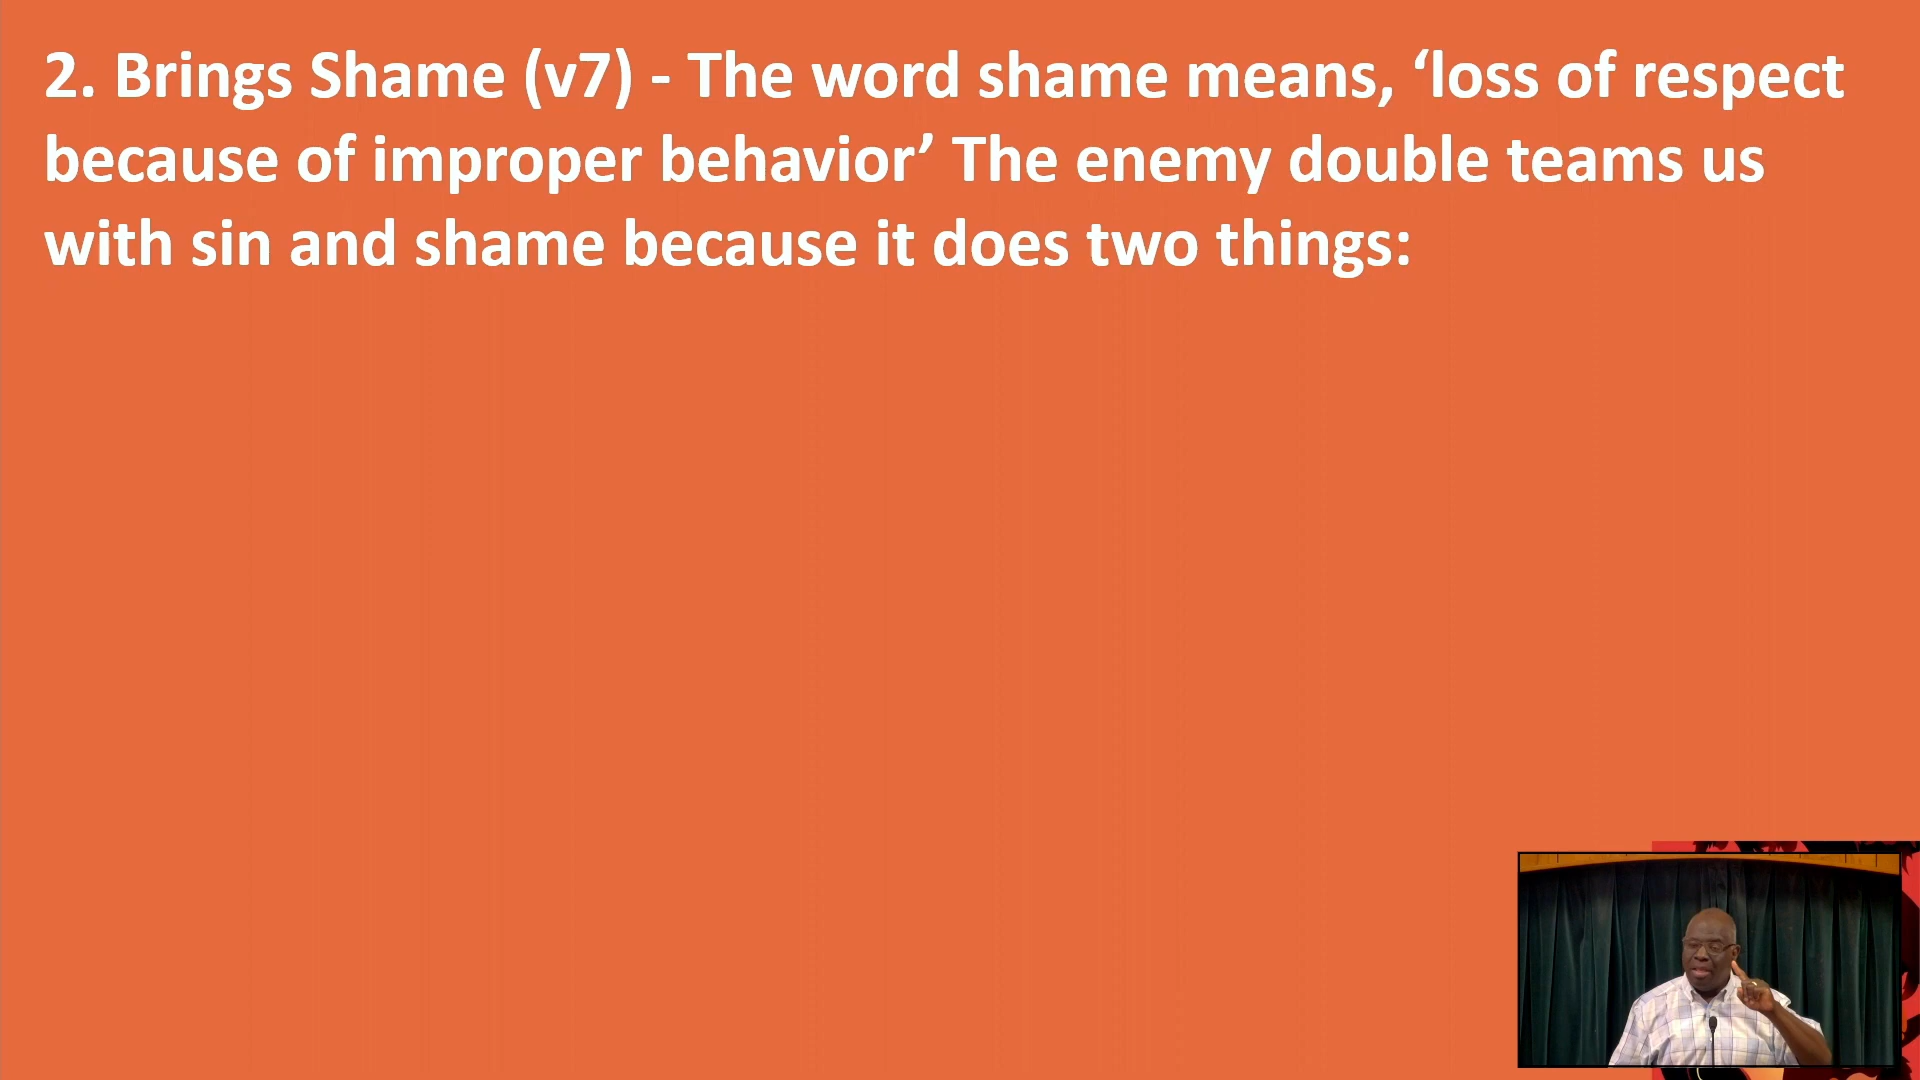 2. Brings Shame (v7) - The word shame means, ‘loss of respect
because of improper behavior’ The enemy double teams us
with sin and shame because it does two things: